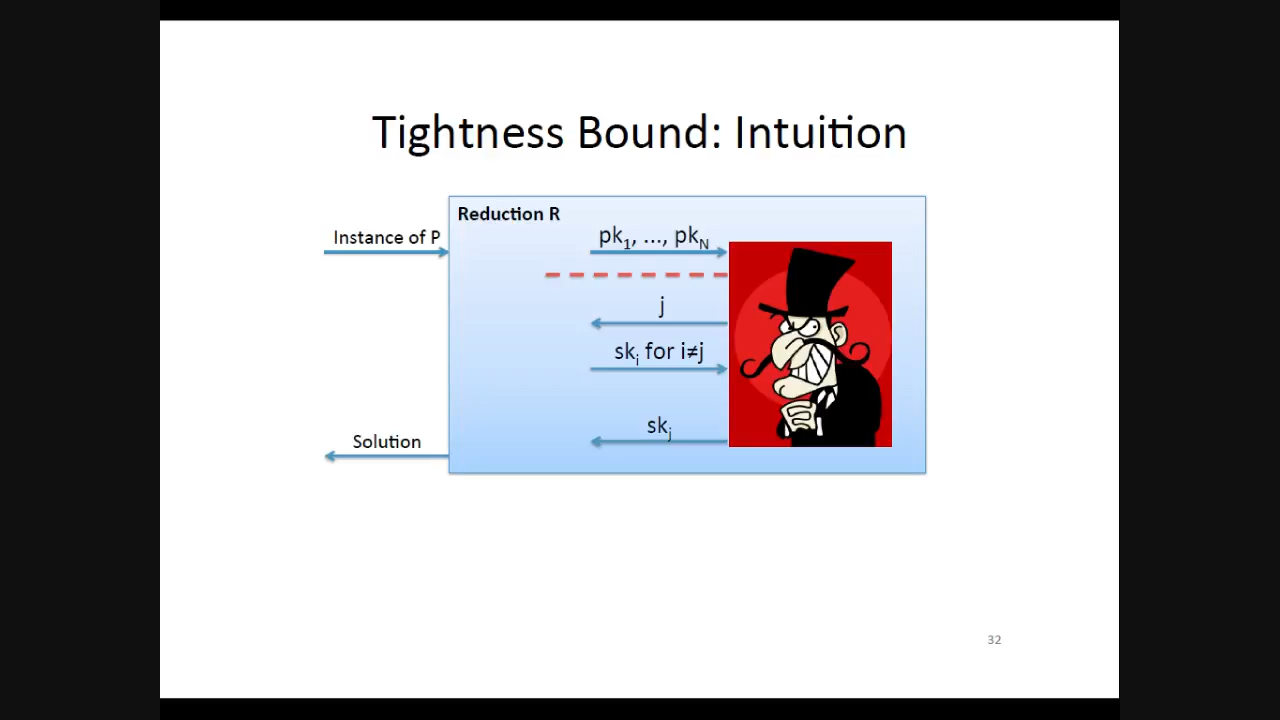 Tightness Bound: Intuition
Reduction R
Instance of P
pk1, ..., pkN
j
ski for i≠j
skj
Solution
32